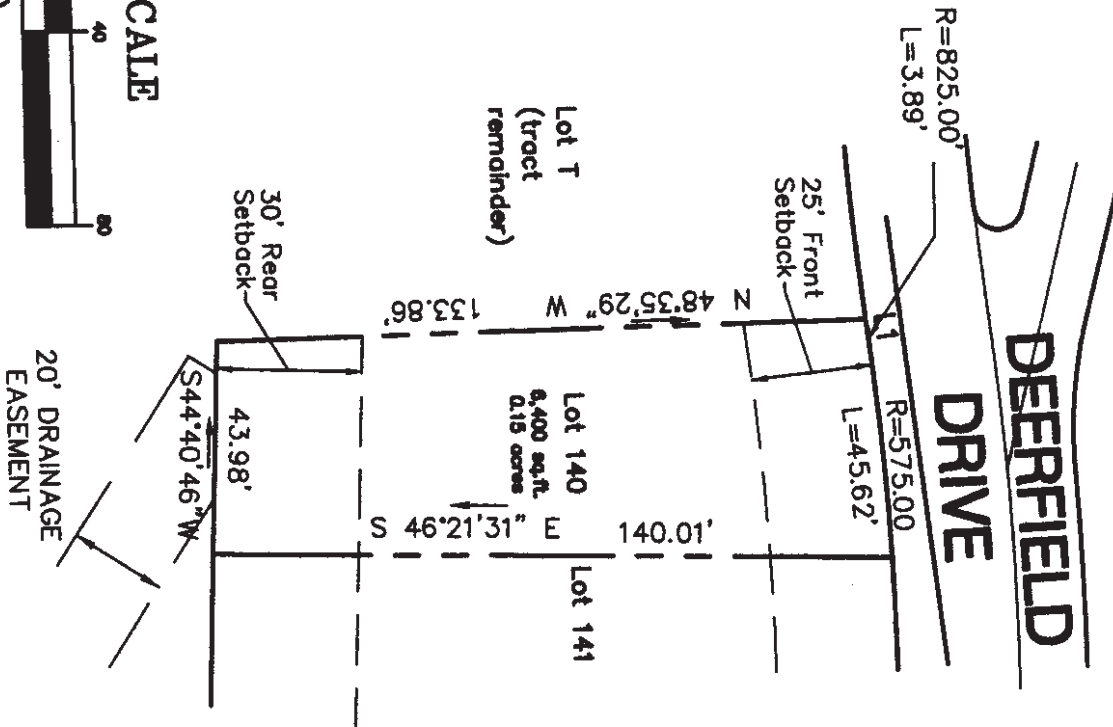 DEERFIELD
DRIVE
R=825.00'
L=3.89'
25' Front
Setback
R=575.00
L=45.62'
Lot T
(tract
remainder)
N 48°35'29" W 133.86'
Lot 140
6,400 sq.ft.
0.15 acres
S 46°21'31" E 140.01'
Lot 141
30' Rear
Setback
43.98'
S44°40'46"W
20' DRAINAGE
EASEMENT
CALE
40
80